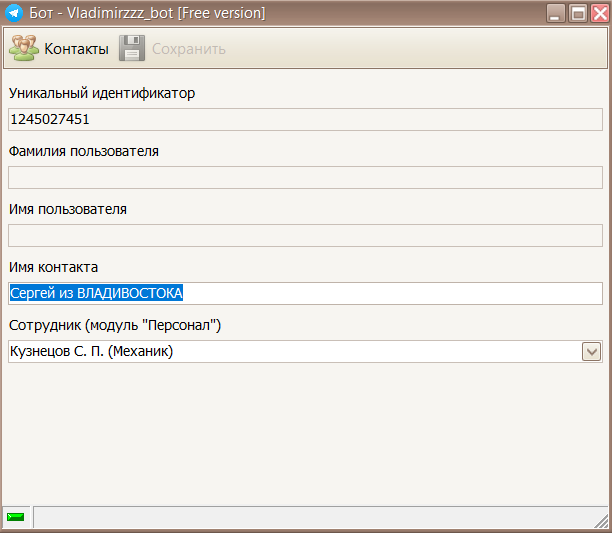 Бот - Vladimirzzz_bot [Free version]
Контакты Сохранить
Уникальный идентификатор
1245027451
Фамилия пользователя
Имя пользователя
Имя контакта
Сергей из ВЛАДИВОСТОКА
Сотрудник (модуль "Персонал")
Кузнецов С. П. (Механик)